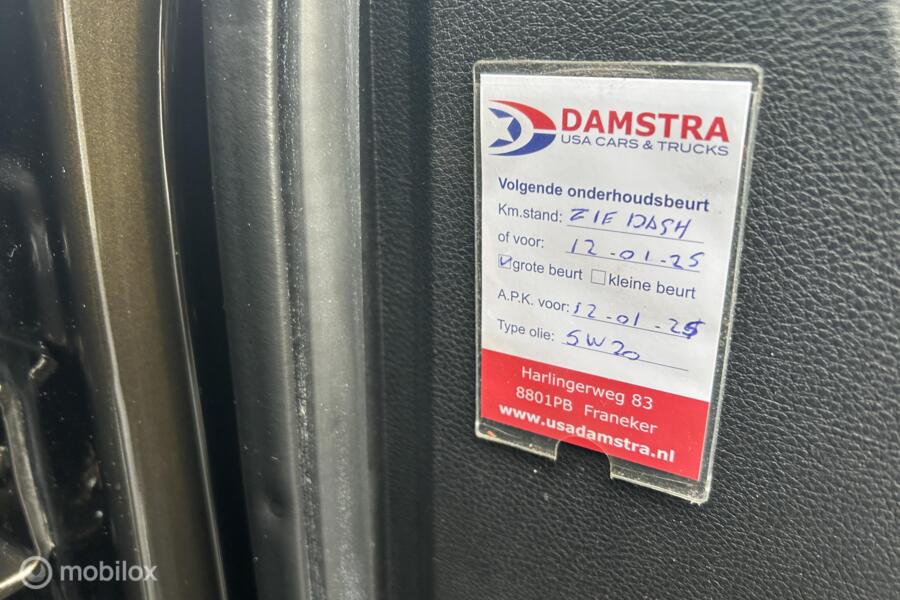 DAMSTRA
USA CARS & TRUCKS
Volgende onderhoudsbeurt
Km.stand: ZIE DASH
of voor: 12-01-25
grote beurt kleine beurt
A.P.K. voor: 12-01-25
Type olie: 5W20
Harlingerweg 83
8801PB Franeker
www.usadamstra.nl
mobilox